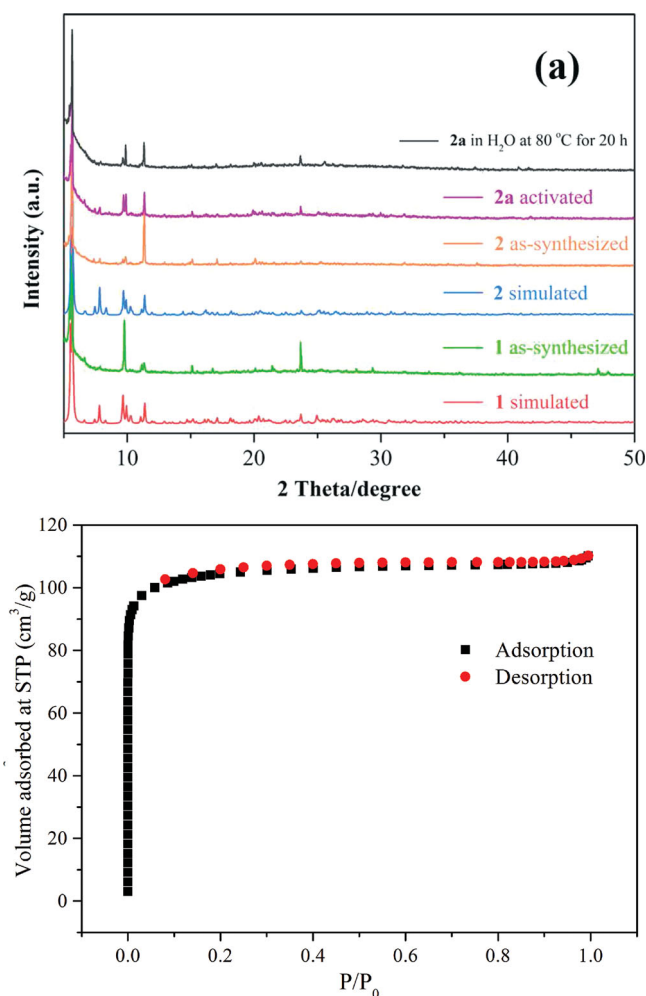 (a)
2a in H₂O at 80 °C for 20 h
2a activated
2 as-synthesized
2 simulated
1 as-synthesized
1 simulated
Intensity (a.u.)
10 20 30 40 50
2 Theta/degree
120
100
80
60
40
20
0
Volume adsorbed at STP (cm³/g)
Adsorption
Desorption
0.0 0.2 0.4 0.6 0.8 1.0
P/P₀